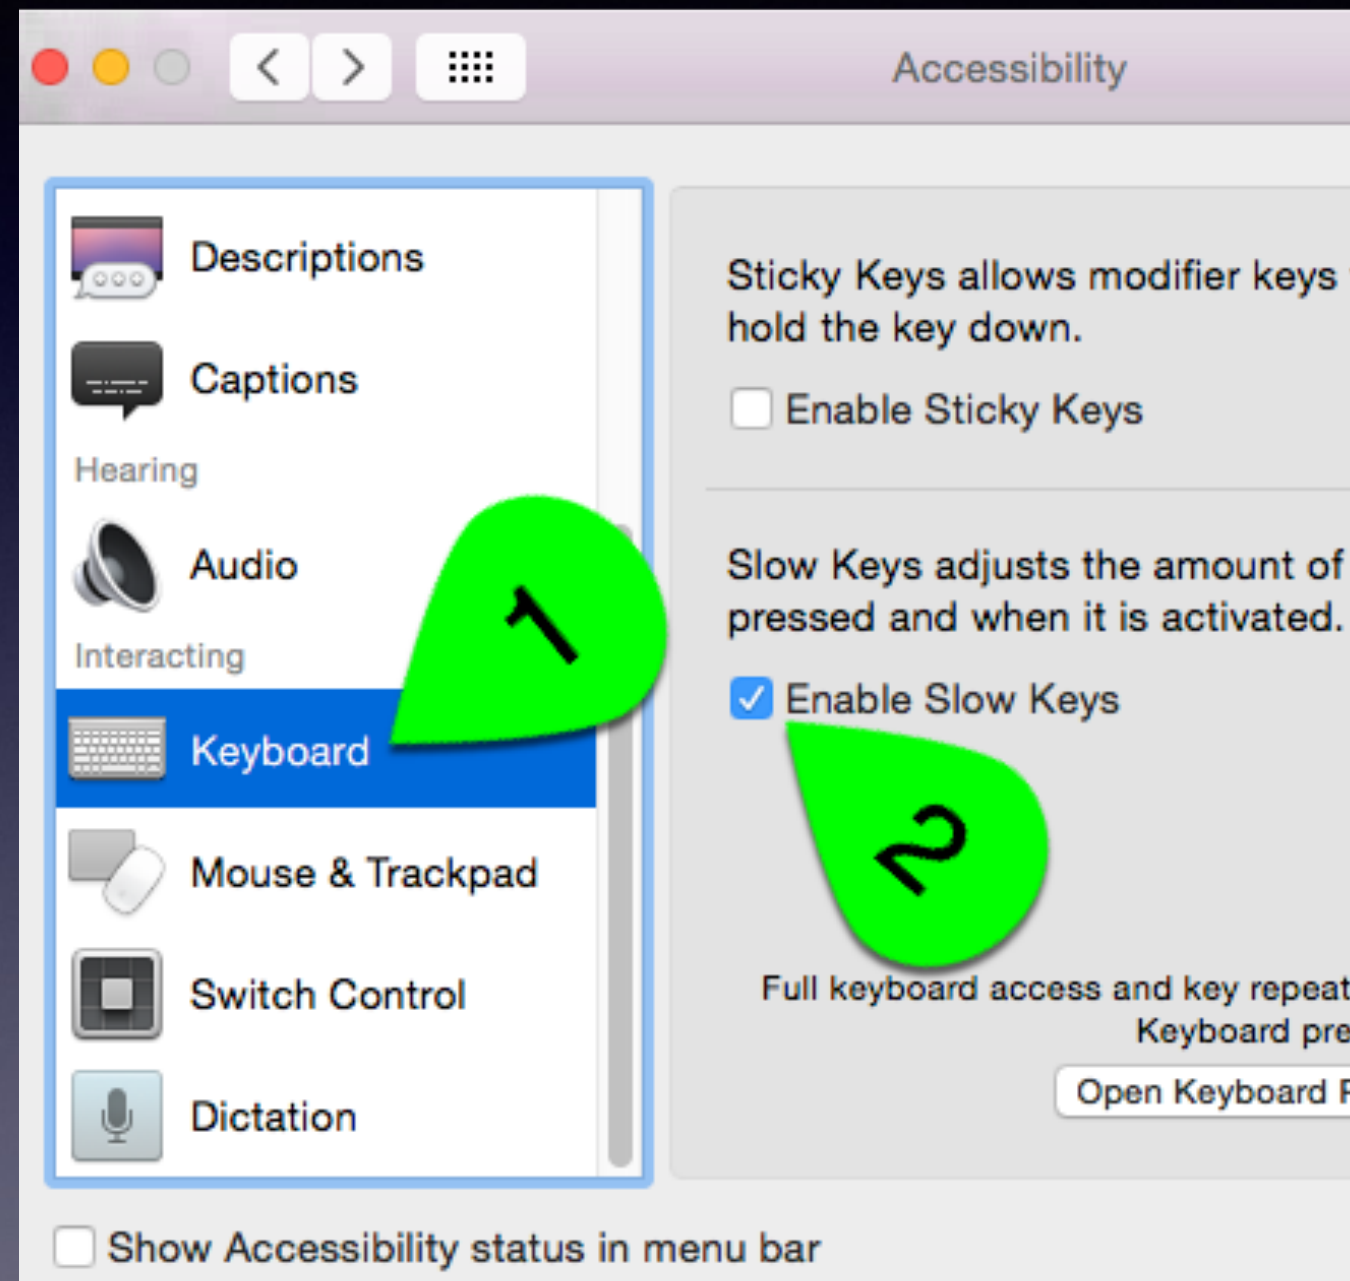 Accessibility
Descriptions
Captions
Hearing
Audio
Interacting
Keyboard
Mouse & Trackpad
Switch Control
Dictation
Sticky Keys allows modifier keys
hold the key down.
Enable Sticky Keys
Slow Keys adjusts the amount of
pressed and when it is activated.
Enable Slow Keys
1
2
Full keyboard access and key repeat
Keyboard pre
Open Keyboard P
Show Accessibility status in menu bar